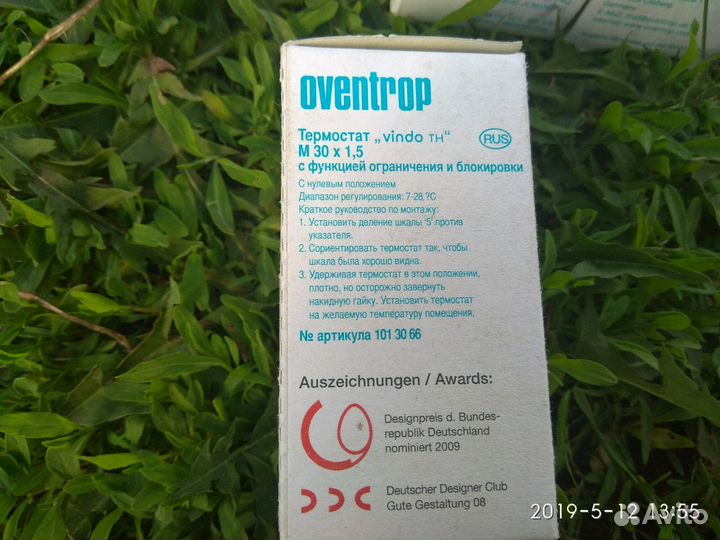 oventrop
Термостат „vindo TH“
RUS
M 30 x 1,5
с функцией ограничения и блокировки
С нулевым положением
Диапазон регулирования: 7-28 ?C
Краткое руководство по монтажу:
1. Установить деление шкалы '5' против
указателя.
2. Сориентировать термостат так, чтобы
шкала была хорошо видна.
3. Удерживая термостат в этом положении,
плотно, но осторожно завернуть
накидную гайку. Установить термостат
на желаемую температуру помещения.
№ артикула 101 30 66
Auszeichnungen / Awards:
Designpreis d. Bundes-
republik Deutschland
nominiert 2009
Deutscher Designer Club
Gute Gestaltung 08
2019-5-12 13:55
Avito